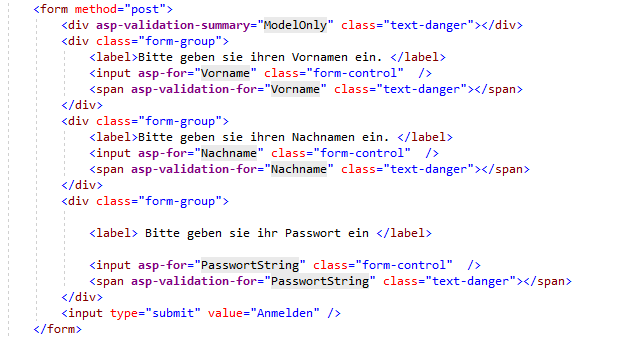 <form method="post">
<div asp-validation-summary="ModelOnly" class="text-danger"></div>
<div class="form-group">
<label>Bitte geben sie ihren Vornamen ein. </label>
<input asp-for="Vorname" class="form-control"  />
<span asp-validation-for="Vorname" class="text-danger"></span>
</div>
<div class="form-group">
<label>Bitte geben sie ihren Nachnamen ein. </label>
<input asp-for="Nachname" class="form-control"  />
<span asp-validation-for="Nachname" class="text-danger"></span>
</div>
<div class="form-group">
<label> Bitte geben sie ihr Passwort ein </label>
<input asp-for="PasswortString" class="form-control"  />
<span asp-validation-for="PasswortString" class="text-danger"></span>
</div>
<input type="submit" value="Anmelden" />
</form>